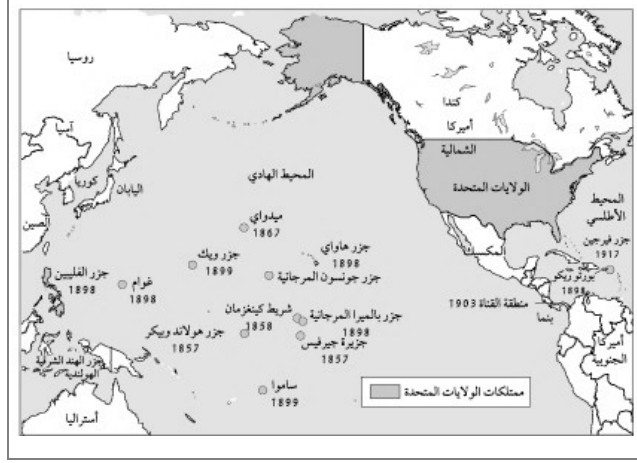 روسيا
كندا
آسيا
أميركا
الشمالية
كوريا
اليابان
الصين
المحيط الهادي
الولايات المتحدة
المحيط
الأطلسي
ميدواي
1867
جزر فيرجين
1917
المكسيك
جزر هاواي
1898
جزر ويك
1899
بورتوريكو
1898
جزر الفليبين
1898
غوام
1898
جزر جونسون المرجانية
منطقة القناة 1903
بنما
شريط كينغزمان
1858
جزر بالميرا المرجانية
1898
جزر هولاند وبيكر
1857
جزيرة جيرفيس
1857
أميركا
الجنوبية
جزر الهند الشرقية
الهولندية
ساموا
1899
ممتلكات الولايات المتحدة
أستراليا